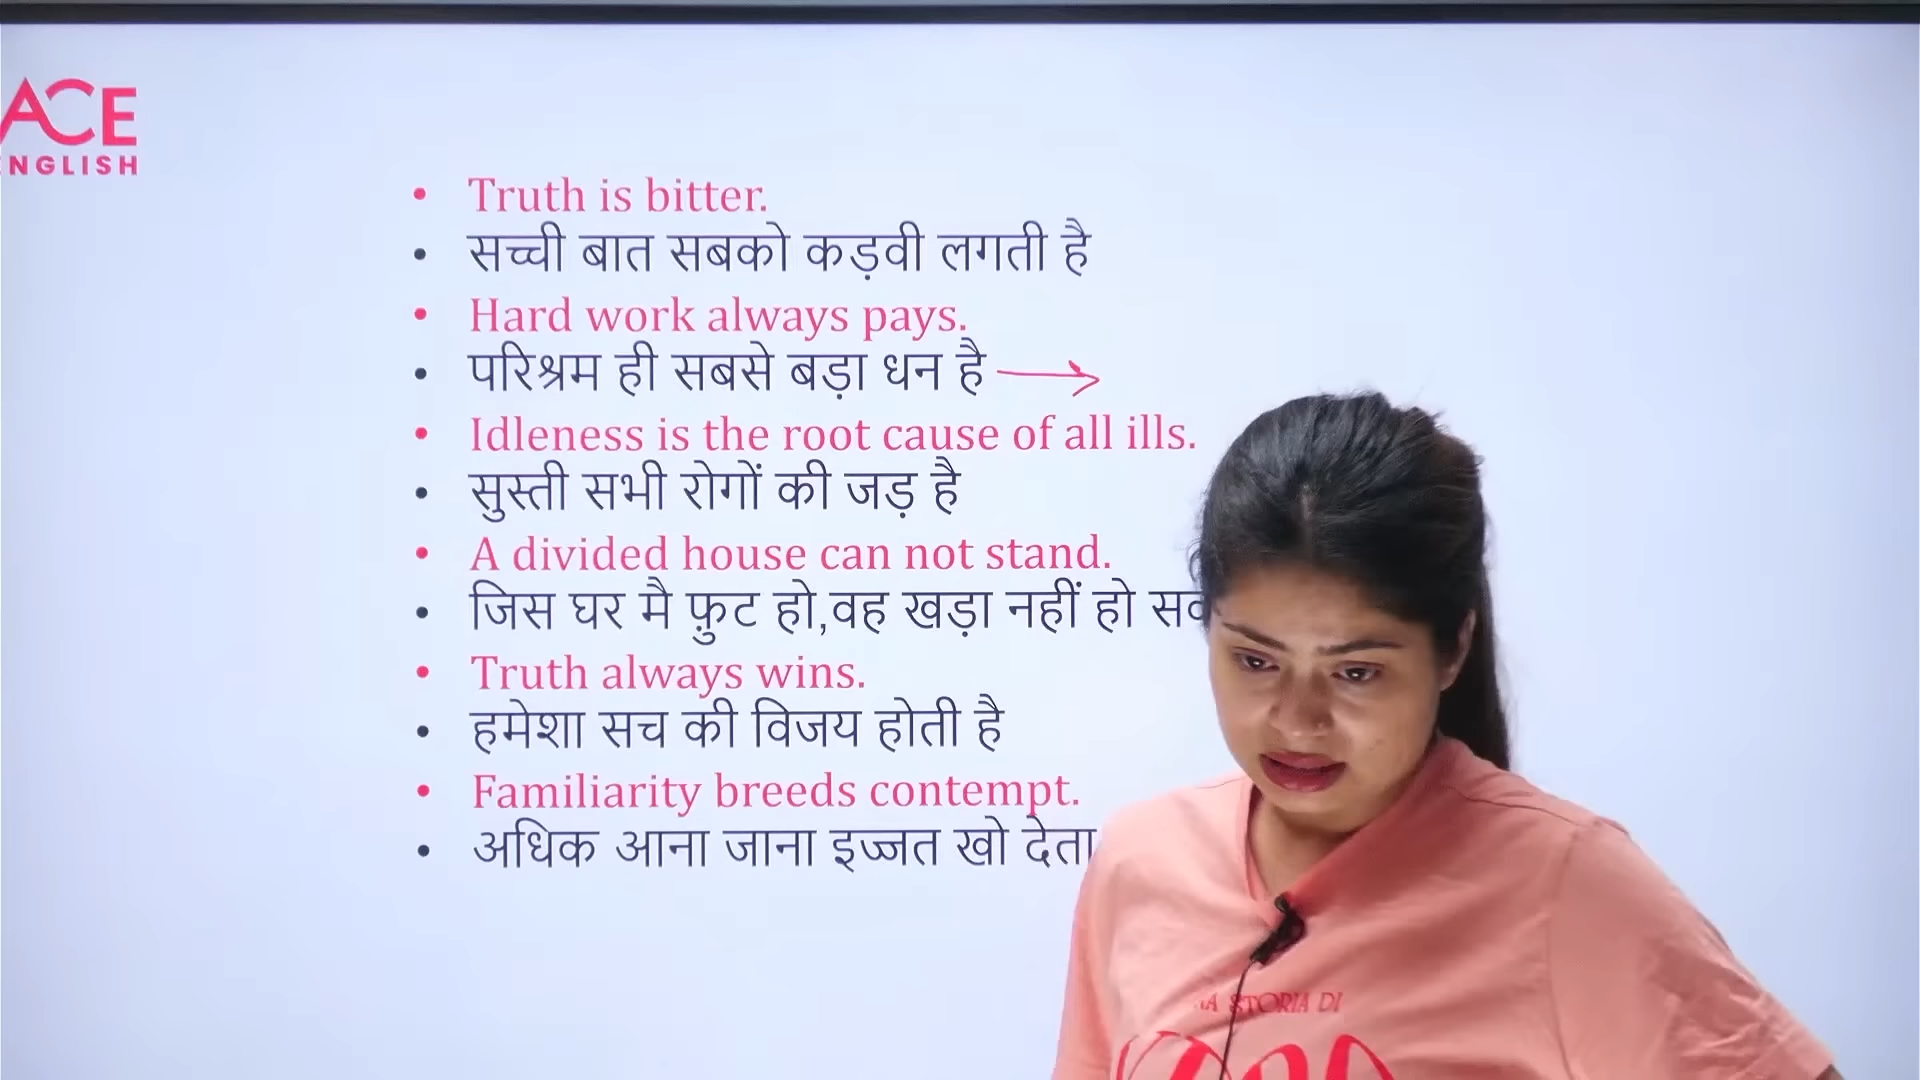 ACE
NGLISH
• Truth is bitter.
• सच्ची बात सबको कड़वी लगती है
• Hard work always pays.
• परिश्रम ही सबसे बड़ा धन है
• Idleness is the root cause of all ills.
• सुस्ती सभी रोगों की जड़ है
• A divided house can not stand.
• जिस घर मै फ़ुट हो,वह खड़ा नहीं हो
• Truth always wins.
• हमेशा सच की विजय होती है
• Familiarity breeds contempt.
• अधिक आना जाना इज्जत खो देता
STORIA DI